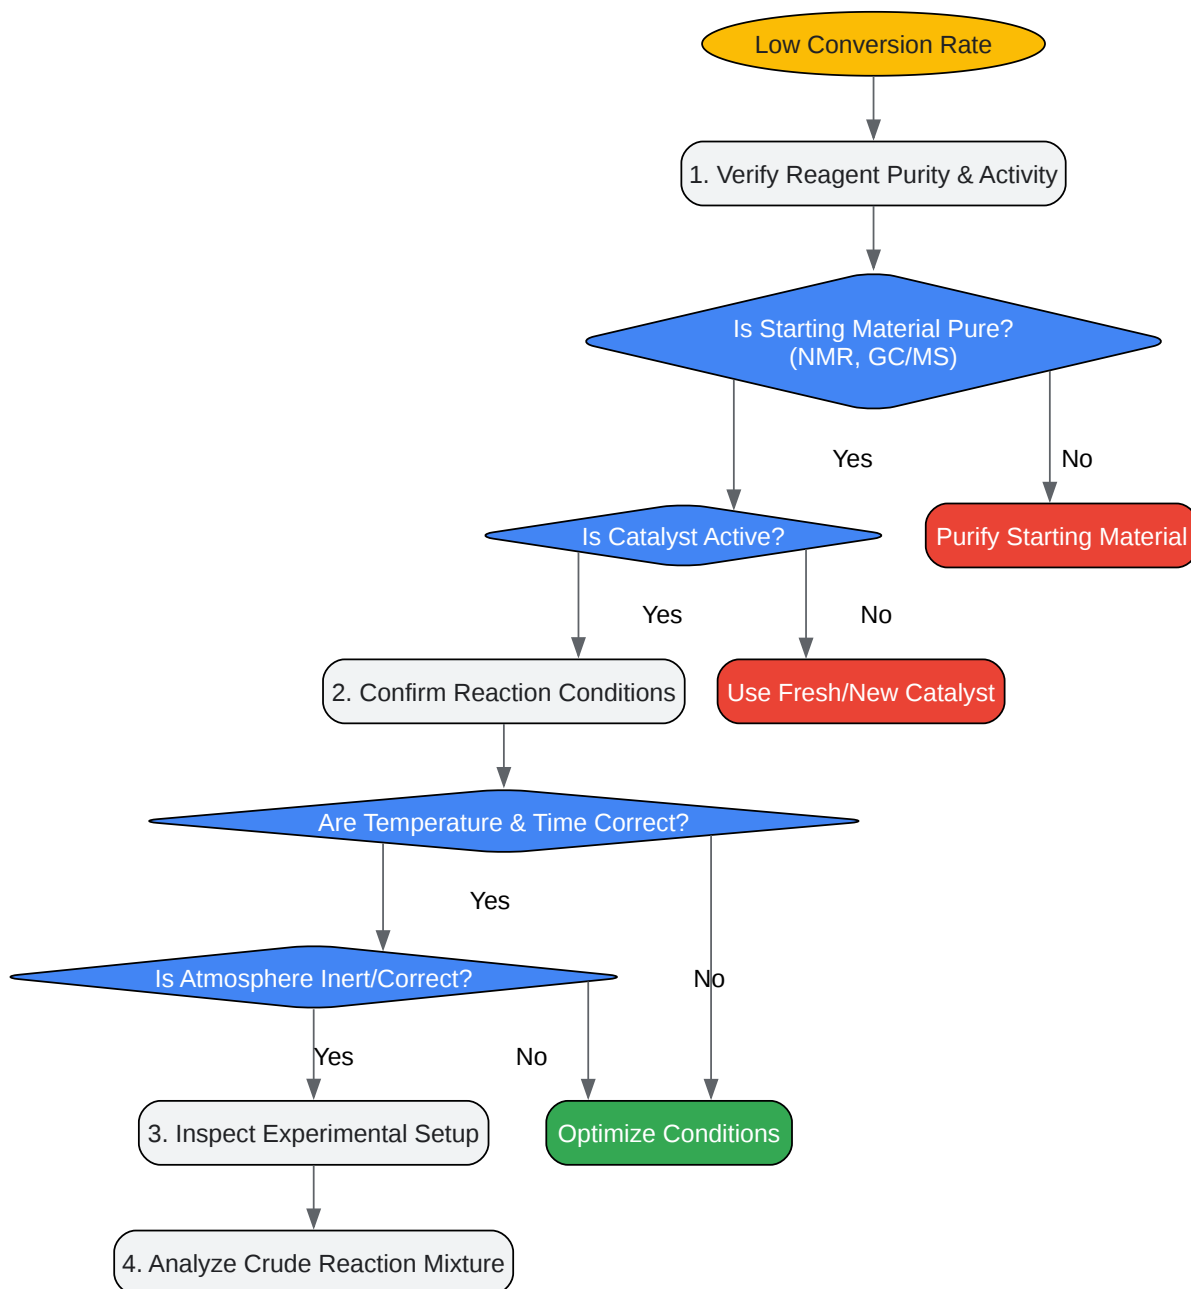 Low Conversion Rate
1. Verify Reagent Purity & Activity
Is Starting Material Pure?
(NMR, GC/MS)
Yes
No
Is Catalyst Active?
Purify Starting Material
Yes
No
2. Confirm Reaction Conditions
Use Fresh/New Catalyst
Are Temperature & Time Correct?
Yes
Is Atmosphere Inert/Correct?
No
Yes
No
3. Inspect Experimental Setup
Optimize Conditions
4. Analyze Crude Reaction Mixture